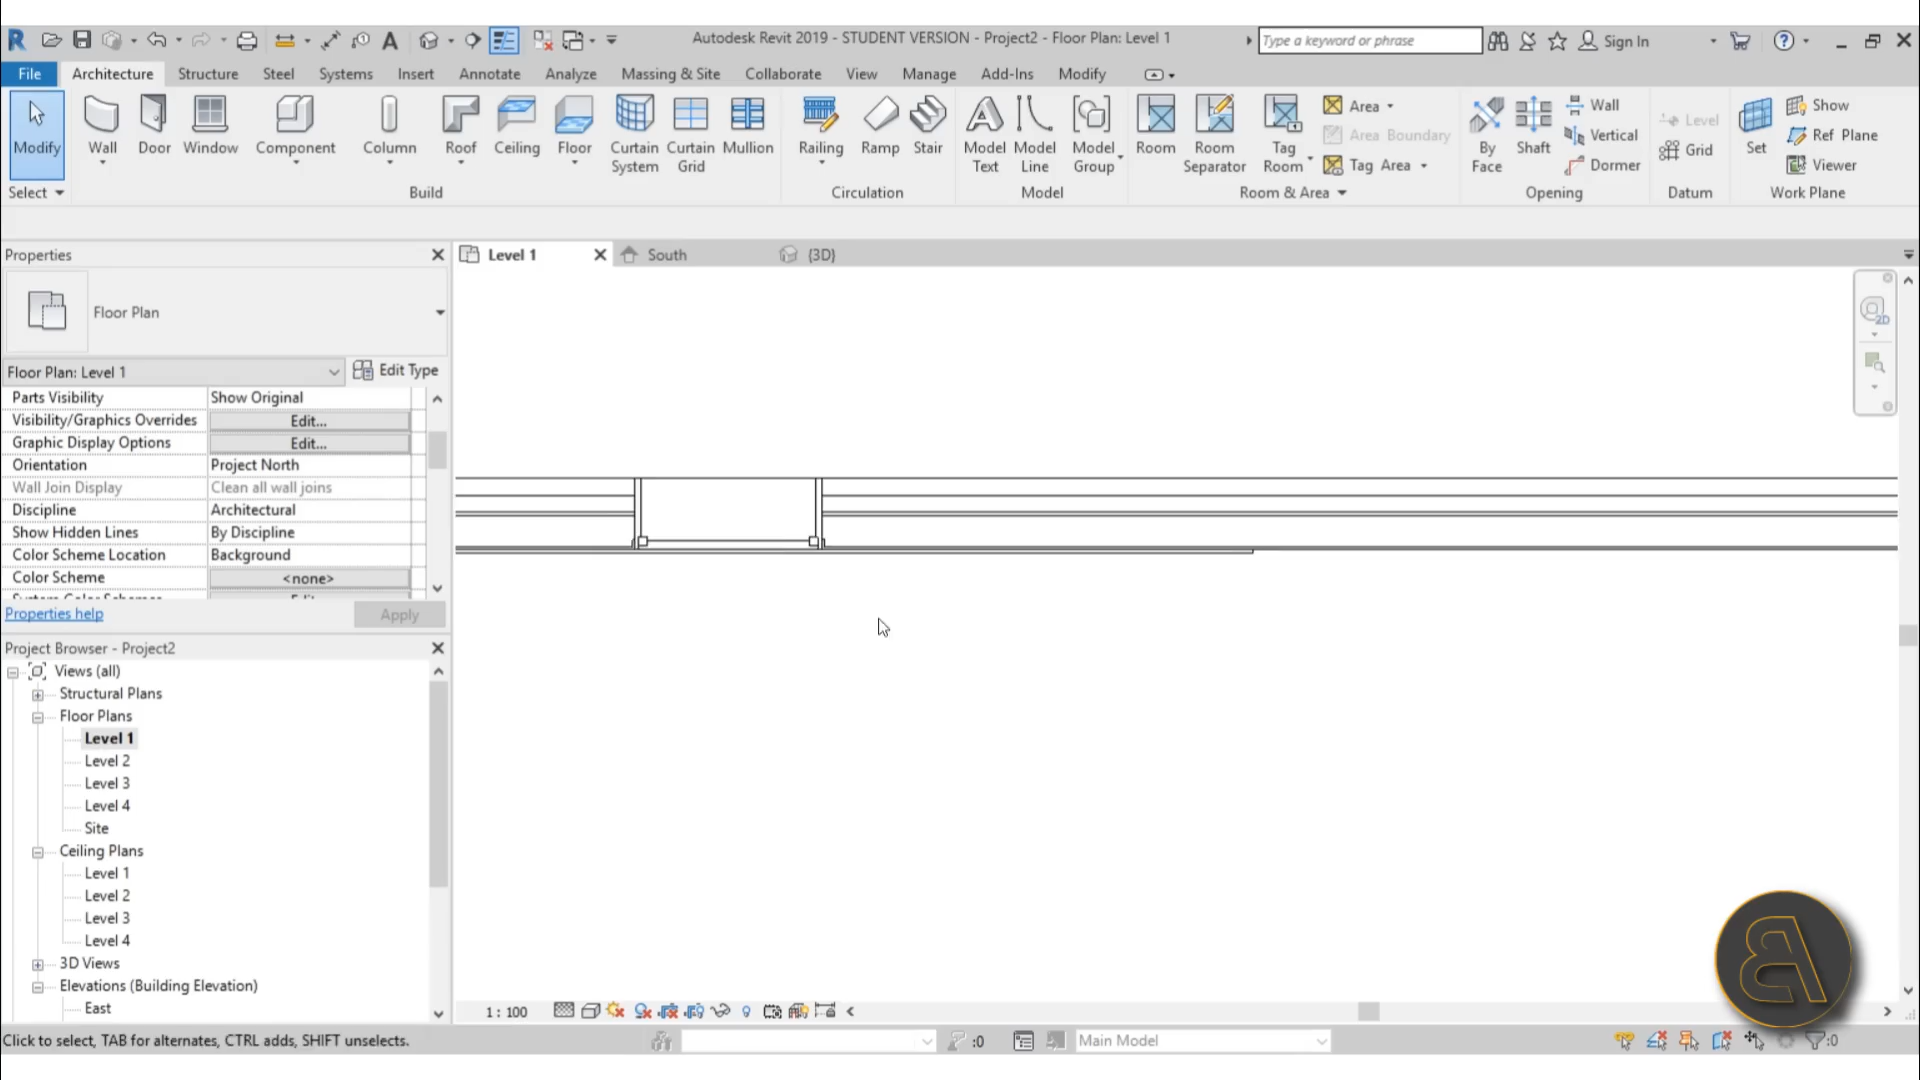 Autodesk Revit 2019 - STUDENT VERSION - Project2 - Floor Plan: Level 1
Type a keyword or phrase
Sign In
File Architecture Structure Steel Systems Insert Annotate Analyze Massing & Site Collaborate View Manage Add-Ins Modify
Modify
Wall
Door
Window
Component
Column
Roof
Ceiling
Floor
Curtain System
Curtain Grid
Mullion
Railing
Ramp
Stair
Model Text
Model Line
Model Group
Room
Room Separator
Tag Room
Area
Area Boundary
Tag Area
By Face
Shaft
Wall
Vertical
Dormer
Level
Grid
Set
Show
Ref Plane
Viewer
Select Build Circulation Model Room & Area Opening Datum Work Plane
Properties
Level 1
South
{3D}
Floor Plan
2D
Floor Plan: Level 1
Edit Type
Parts Visibility Show Original
Visibility/Graphics Overrides Edit...
Graphic Display Options Edit...
Orientation Project North
Wall Join Display Clean all wall joins
Discipline Architectural
Show Hidden Lines By Discipline
Color Scheme Location Background
Color Scheme <none>
Properties help
Apply
Project Browser - Project2
Views (all)
Structural Plans
Floor Plans
Level 1
Level 2
Level 3
Level 4
Site
Ceiling Plans
Level 1
Level 2
Level 3
Level 4
3D Views
Elevations (Building Elevation)
East
1 : 100
Click to select, TAB for alternates, CTRL adds, SHIFT unselects.
:0
Main Model
:0